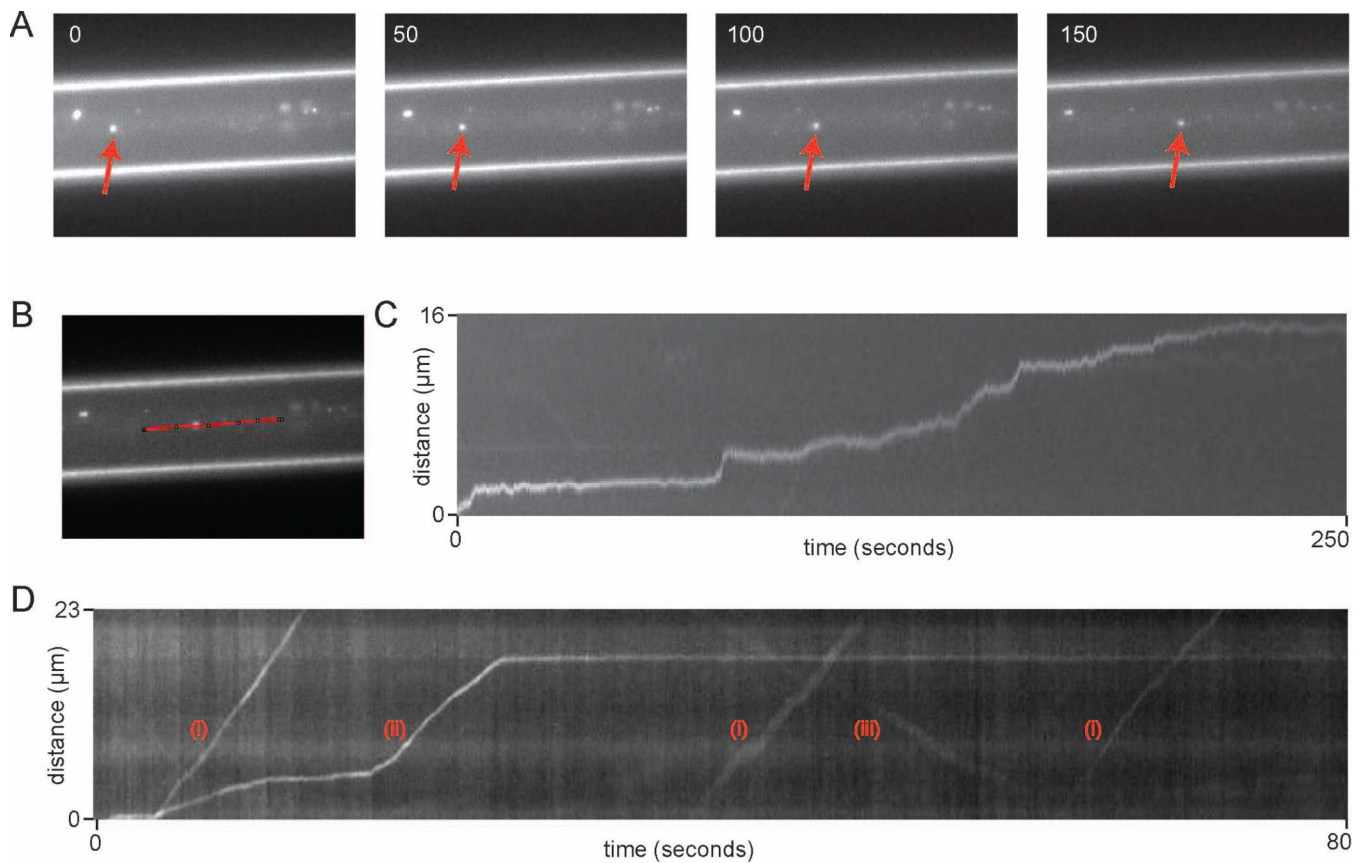 A
0
50
100
150
B
C
16
distance (µm)
0
0
250
time (seconds)
D
23
distance (µm)
(i)
(ii)
(i)
(iii)
(i)
0
0
80
time (seconds)